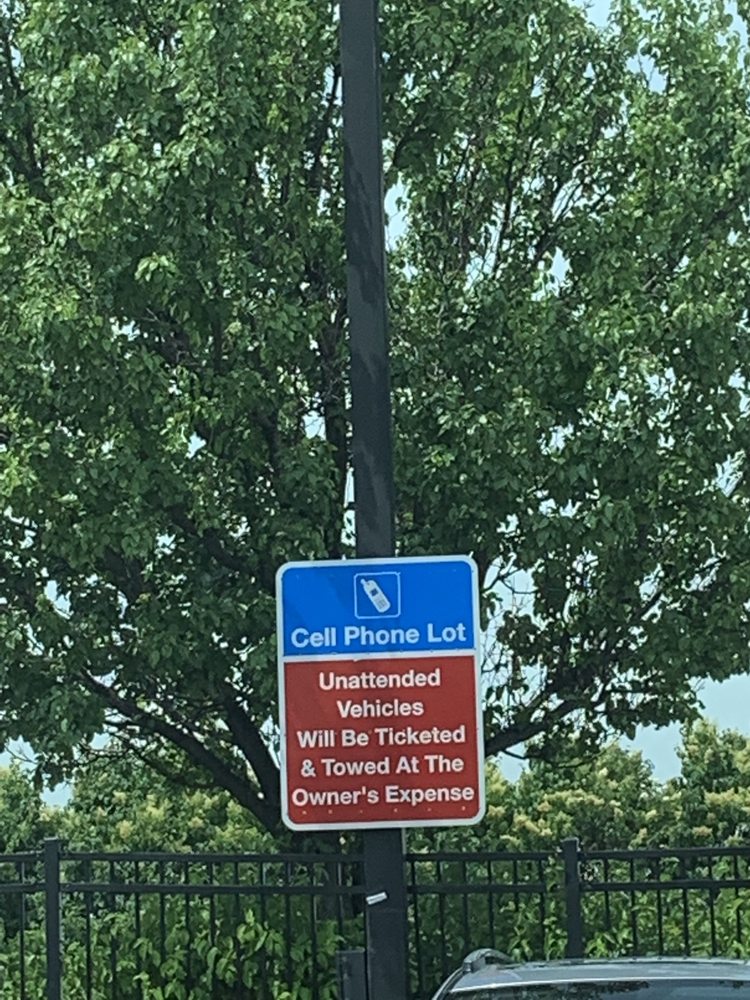 Cell Phone Lot
Unattended
Vehicles
Will Be Ticketed
& Towed At The
Owner's Expense